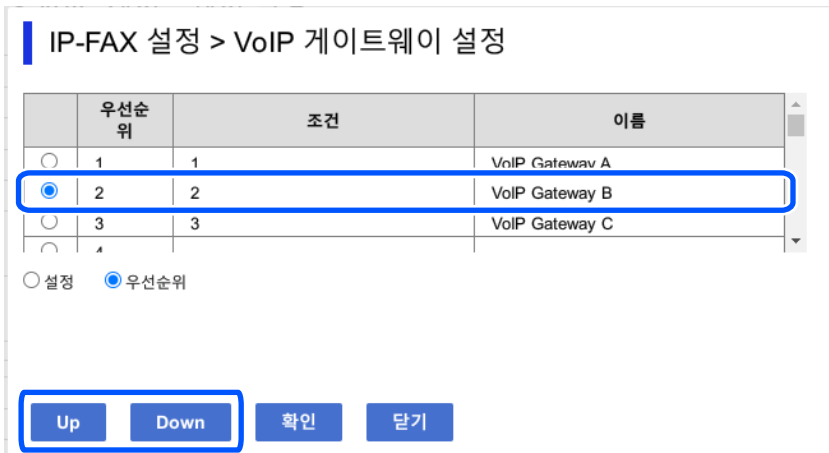 IP-FAX 설정 > VoIP 게이트웨이 설정
우선순위 조건 이름
1 1 VoIP Gateway A
2 2 VoIP Gateway B
3 3 VoIP Gateway C
4
설정 우선순위
Up Down 확인 닫기